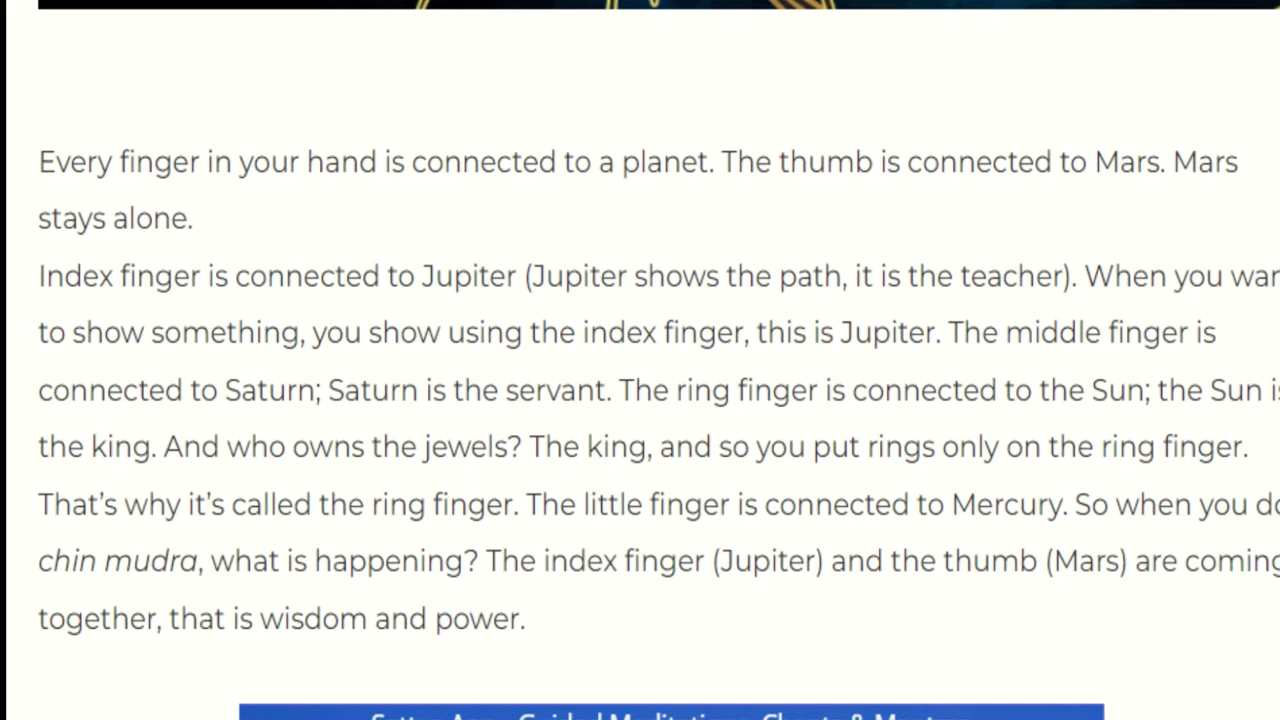 Every finger in your hand is connected to a planet. The thumb is connected to Mars. Mars
stays alone.
Index finger is connected to Jupiter (Jupiter shows the path, it is the teacher). When you
to show something, you show using the index finger, this is Jupiter. The middle finger is
connected to Saturn; Saturn is the servant. The ring finger is connected to the Sun; the Sun
the king. And who owns the jewels? The king, and so you put rings only on the ring finger.
That’s why it’s called the ring finger. The little finger is connected to Mercury. So when you
chin mudra, what is happening? The index finger (Jupiter) and the thumb (Mars) are
together, that is wisdom and power.